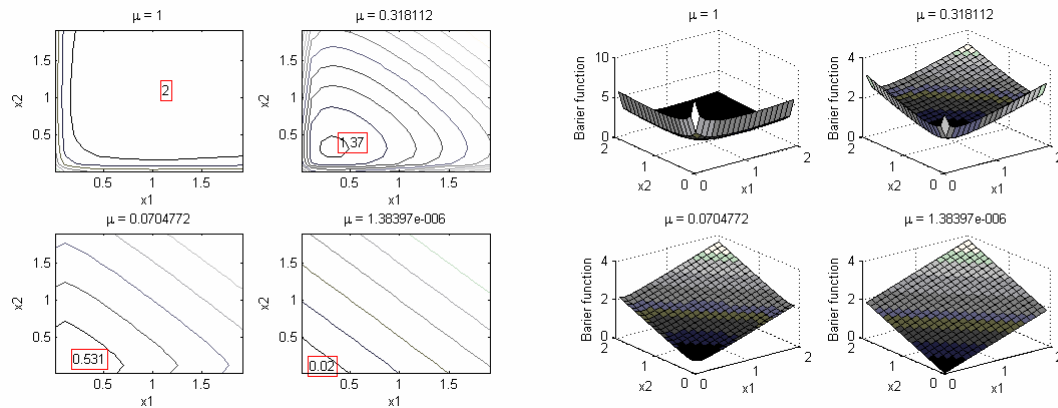 μ = 1
1.5
1
0.5
x2
2
0.5
1
1.5
x1
μ = 0.318112
1.5
1
0.5
x2
1.37
0.5
1
1.5
x1
μ = 1
Barier function
10
5
0
2
1
0
x2
0
1
2
x1
μ = 0.318112
Barier function
4
2
0
2
1
0
x2
0
1
2
x1
μ = 0.0704772
1.5
1
0.5
x2
0.531
0.5
1
1.5
x1
μ = 1.38397e-006
1.5
1
0.5
x2
0.02
0.5
1
1.5
x1
μ = 0.0704772
Barier function
4
2
0
2
1
0
x2
0
1
2
x1
μ = 1.38397e-006
Barier function
4
2
0
2
1
0
x2
0
1
2
x1